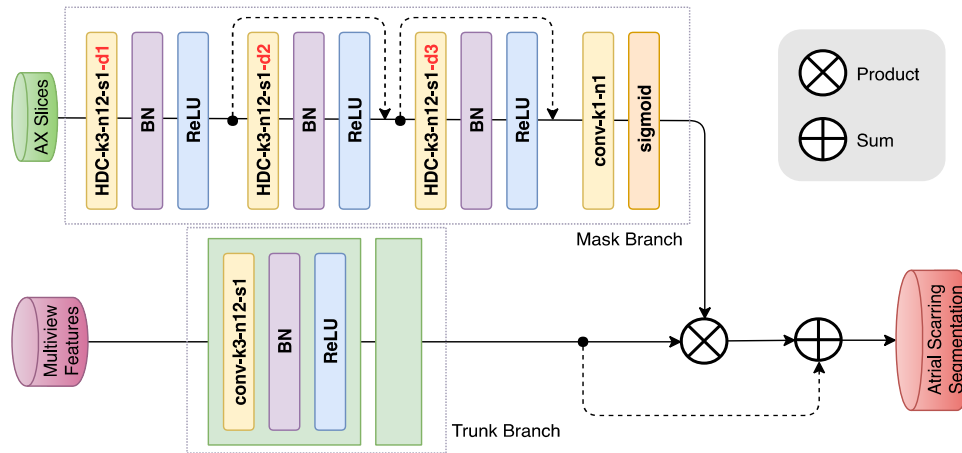 AX Slices
HDC-k3-n12-s1-d1
BN
ReLU
HDC-k3-n12-s1-d2
BN
ReLU
HDC-k3-n12-s1-d3
BN
ReLU
conv-k1-n1
sigmoid
Mask Branch
Product
Sum
Multiview
Features
conv-k3-n12-s1
BN
ReLU
Trunk Branch
Atrial Scarring
Segmentation